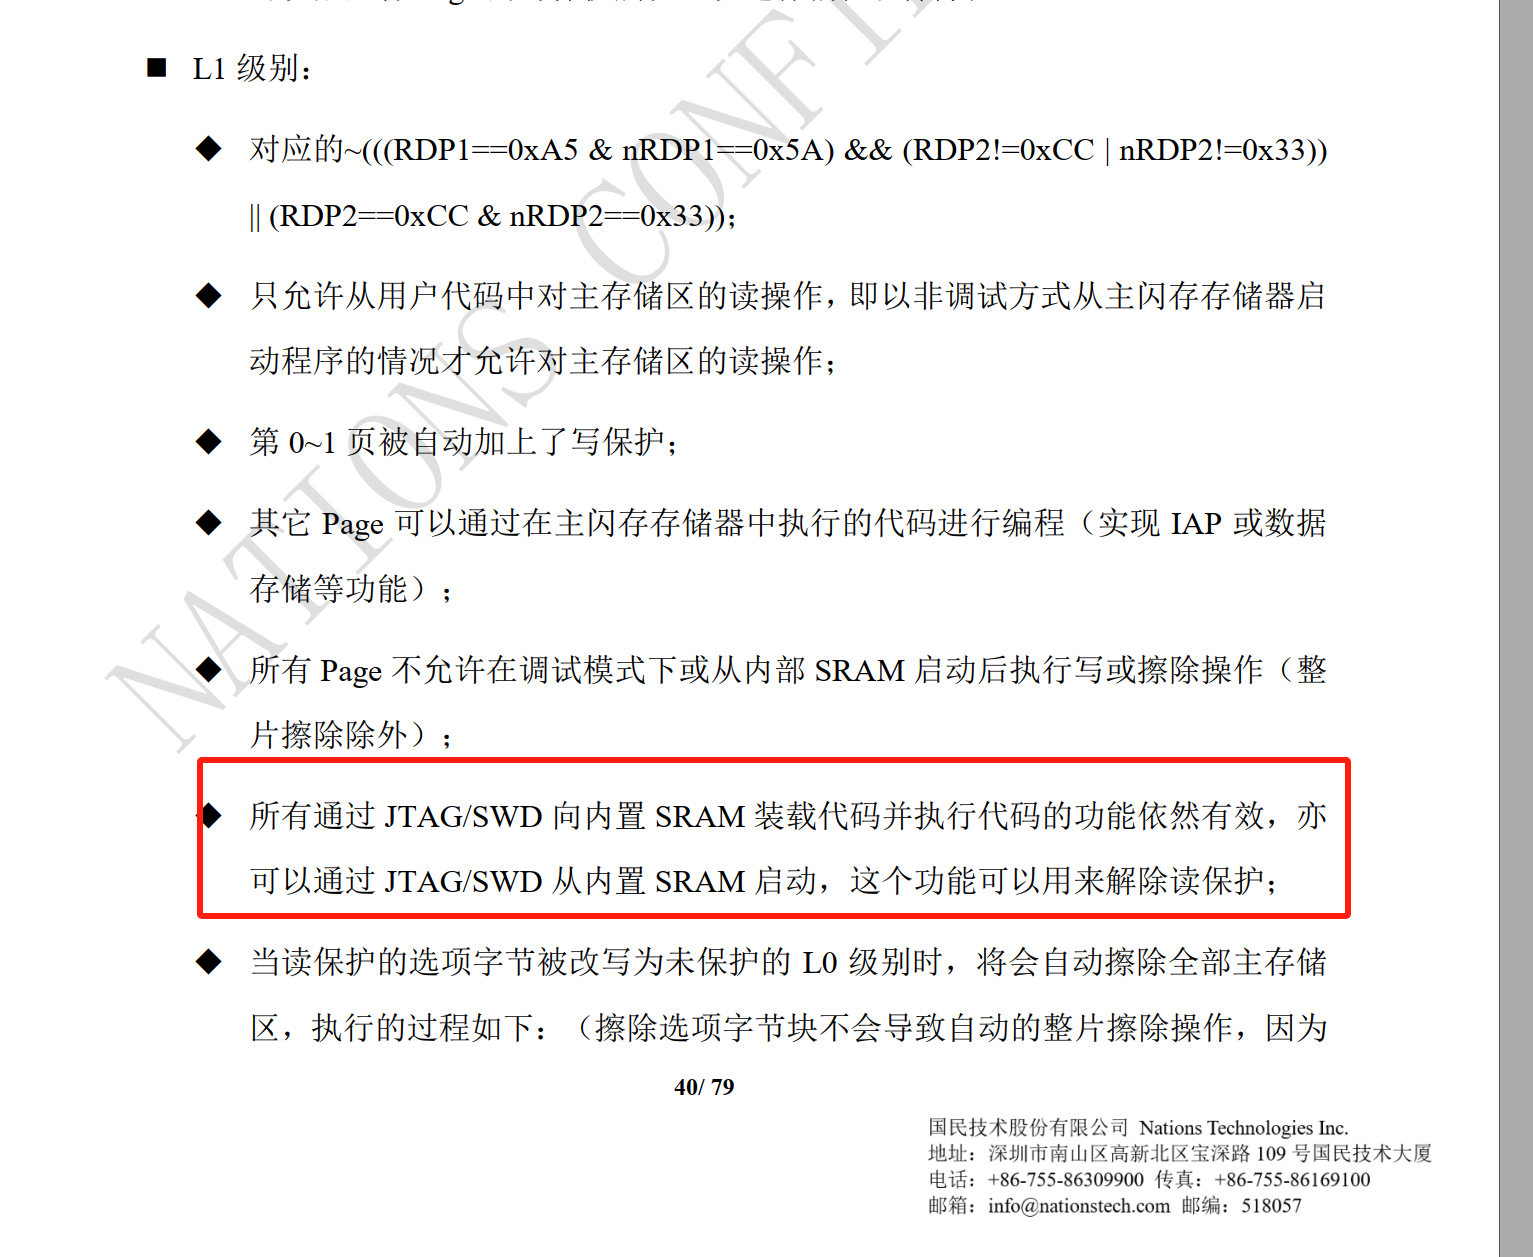 ■ L1 级别：
◆ 对应的~(((RDP1==0xA5 & nRDP1==0x5A) && (RDP2!=0xCC | nRDP2!=0x33))
|| (RDP2==0xCC & nRDP2==0x33))；
◆ 只允许从用户代码中对主存储区的读操作，即以非调试方式从主闪存存储器启
动程序的情况才允许对主存储区的读操作；
◆ 第 0~1 页被自动加上了写保护；
◆ 其它 Page 可以通过在主闪存存储器中执行的代码进行编程（实现 IAP 或数据
存储等功能）；
◆ 所有 Page 不允许在调试模式下或从内部 SRAM 启动后执行写或擦除操作（整
片擦除除外）；
◆ 所有通过 JTAG/SWD 向内置 SRAM 装载代码并执行代码的功能依然有效，亦
可以通过 JTAG/SWD 从内置 SRAM 启动，这个功能可以用来解除读保护；
◆ 当读保护的选项字节被改写为未保护的 L0 级别时，将会自动擦除全部主存储
区，执行的过程如下：（擦除选项字节块不会导致自动的整片擦除操作，因为
40/ 79
国民技术股份有限公司 Nations Technologies Inc.
地址：深圳市南山区高新北区宝深路 109 号国民技术大厦
电话：+86-755-86309900 传真：+86-755-86169100
邮箱：info@nationstech.com 邮编：518057
NATIONS CONFI